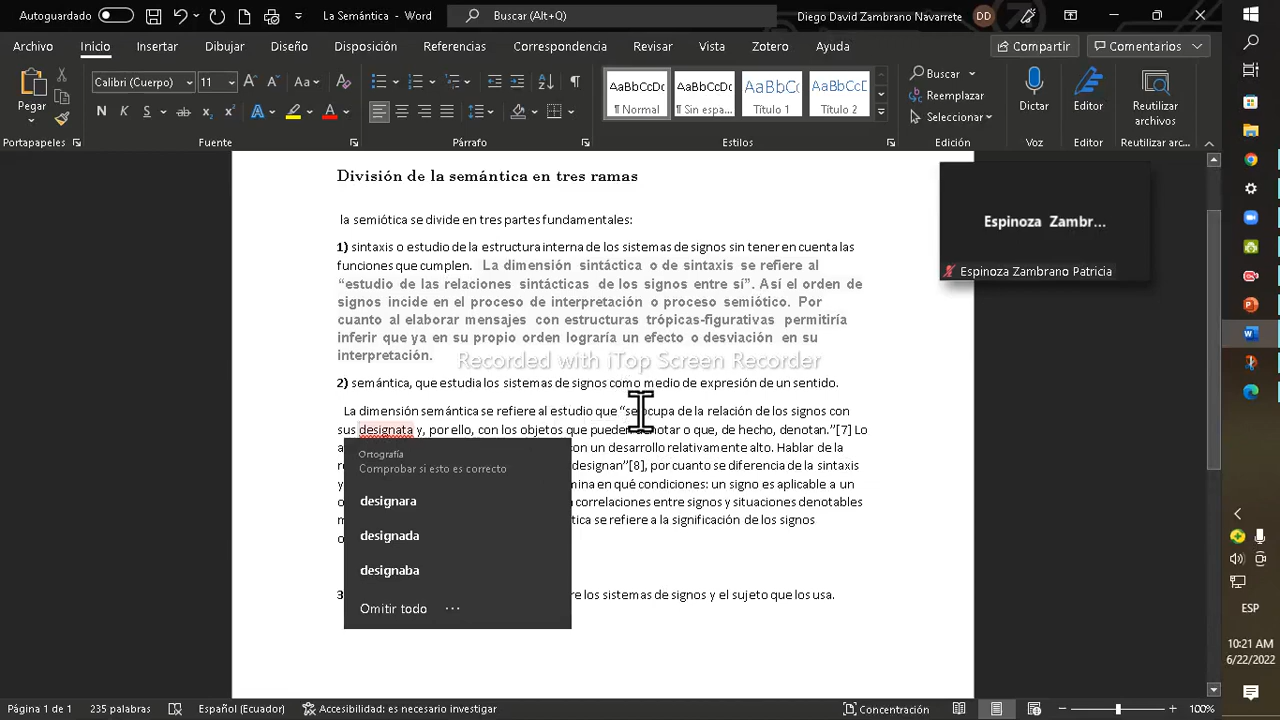 Autoguardado
La Semántica - Word
Buscar (Alt+Q)
Diego David Zambrano Navarrete
DD
Archivo Inicio Insertar Dibujar Diseño Disposición Referencias Correspondencia Revisar Vista Zotero Ayuda
Compartir
Comentarios
Pegar
Calibri (Cuerpo) 11
N K S
AaBbCcDc AaBbCcDc AaBbCc AaBbCcD
¶ Normal ¶ Sin espa... Título 1 Título 2
Buscar
Reemplazar
Seleccionar
Dictar
Editor
Reutilizar
archivos
Portapapeles Fuente Párrafo Estilos Edición Voz Editor Reutilizar arc...
División de la semántica en tres ramas
la semiótica se divide en tres partes fundamentales:
1) sintaxis o estudio de la estructura interna de los sistemas de signos sin tener en cuenta las
funciones que cumplen. La dimensión sintáctica o de sintaxis se refiere al
“estudio de las relaciones sintácticas de los signos entre sí”. Así el orden de
signos incide en el proceso de interpretación o proceso semiótico. Por
cuanto al elaborar mensajes con estructuras trópicas-figurativas permitiría
inferir que ya en su propio orden lograría un efecto o desviación en su
interpretación.
Recorded with iTop Screen Recorder
2) semántica, que estudia los sistemas de signos como medio de expresión de un sentido.
La dimensión semántica se refiere al estudio que “se ocupa de la relación de los signos con
sus designata y, por ello, con los objetos que pueden denotar o que, de hecho, denotan.”[7] Lo
con un desarrollo relativamente alto. Hablar de la
designan”[8], por cuanto se diferencia de la sintaxis
mina en qué condiciones: un signo es aplicable a un
correlaciones entre signos y situaciones denotables
tica se refiere a la significación de los signos
3
re los sistemas de signos y el sujeto que los usa.
Ortografía
Comprobar si esto es correcto
designara
designada
designaba
Omitir todo ...
Espinoza Zambr...
Espinoza Zambrano Patricia
ESP
10:21 AM
6/22/2022
Página 1 de 1 235 palabras Español (Ecuador) Accesibilidad: es necesario investigar
Concentración
100%